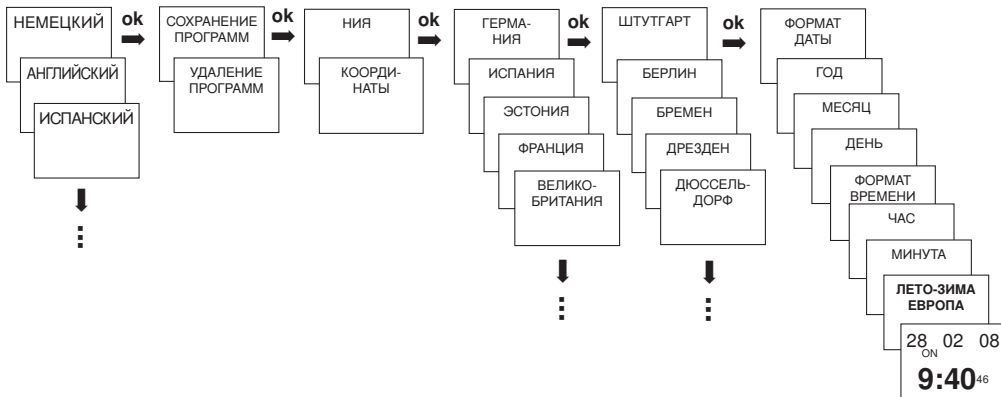 НЕМЕЦКИЙ
АНГЛИЙСКИЙ
ИСПАНСКИЙ
ok
СОХРАНЕНИЕ
ПРОГРАММ
УДАЛЕНИЕ
ПРОГРАММ
ok
НИЯ
КООРДИ-
НАТЫ
ok
ГЕРМА-
НИЯ
ИСПАНИЯ
ЭСТОНИЯ
ФРАНЦИЯ
ВЕЛИКО-
БРИТАНИЯ
ok
ШТУТГАРТ
БЕРЛИН
БРЕМЕН
ДРЕЗДЕН
ДЮССЕЛЬ-
ДОРФ
ok
ФОРМАТ
ДАТЫ
ГОД
МЕСЯЦ
ДЕНЬ
ФОРМАТ
ВРЕМЕНИ
ЧАС
МИНУТА
ЛЕТО-ЗИМА
ЕВРОПА
28 02 08
ON
9:40 46